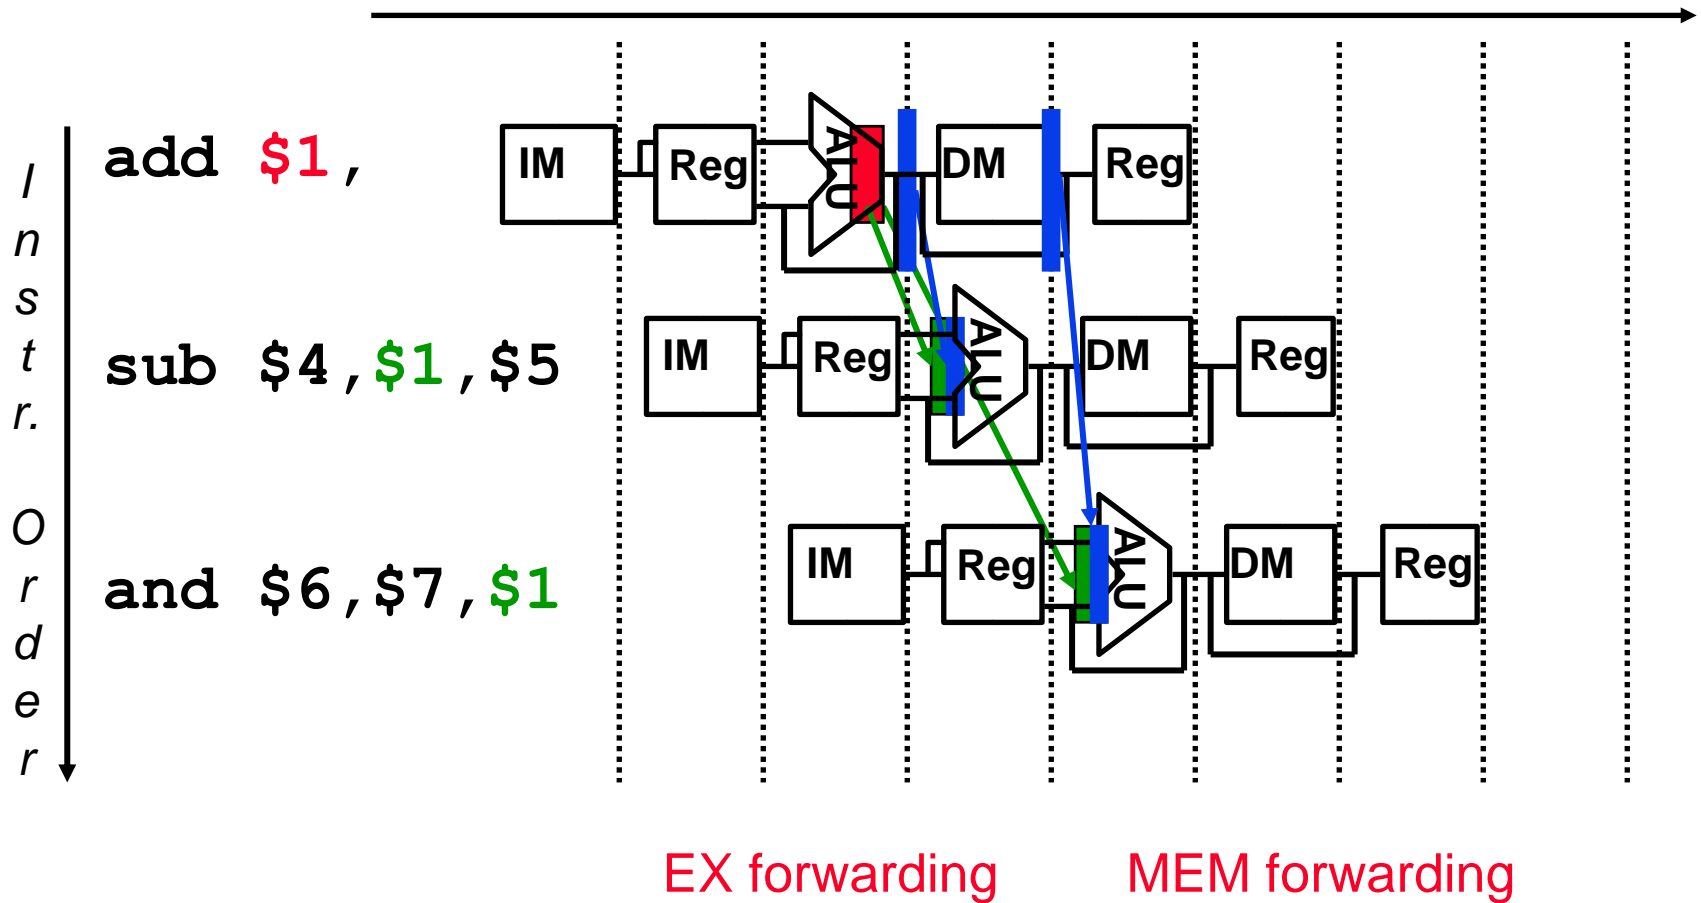 Instr. Order
add $1,
IM Reg ALU DM Reg
sub $4,$1,$5
IM Reg ALU DM Reg
and $6,$7,$1
IM Reg ALU DM Reg
EX forwarding MEM forwarding